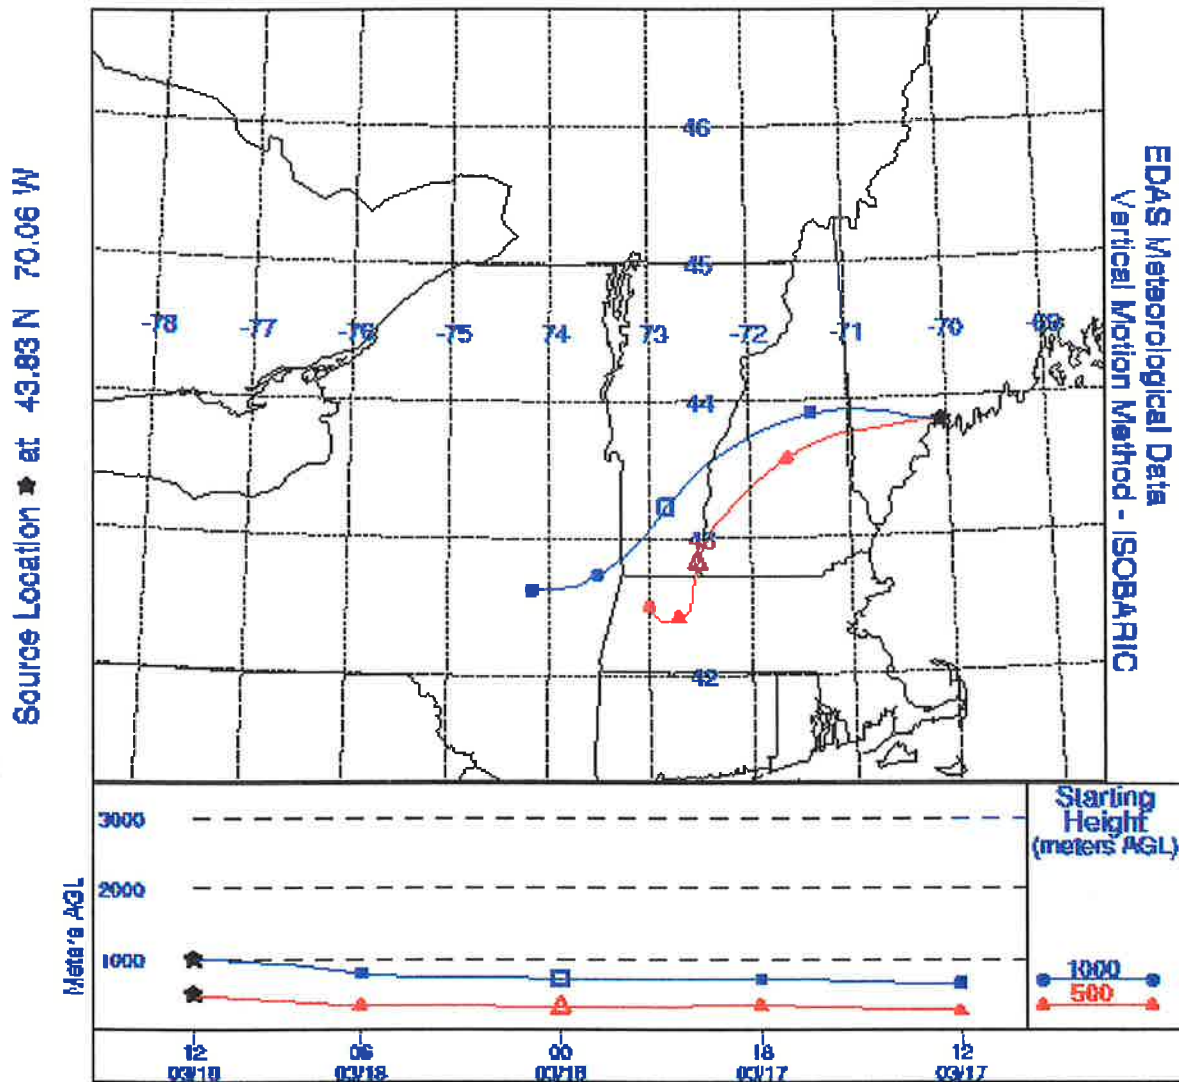 Source Location ★ at 43.83 N 70.06 W
EDAS Meteorological Data
Vertical Motion Method - ISOBARIC
46
45
-78 -77 -76 -75 74 73 -72 -71 -70 -69
44
43
42
Meters AGL
3000
2000
1000
Starting
Height
(meters AGL)
1000
500
12 06 00 18 12
03/18 03/18 03/18 03/17 03/17